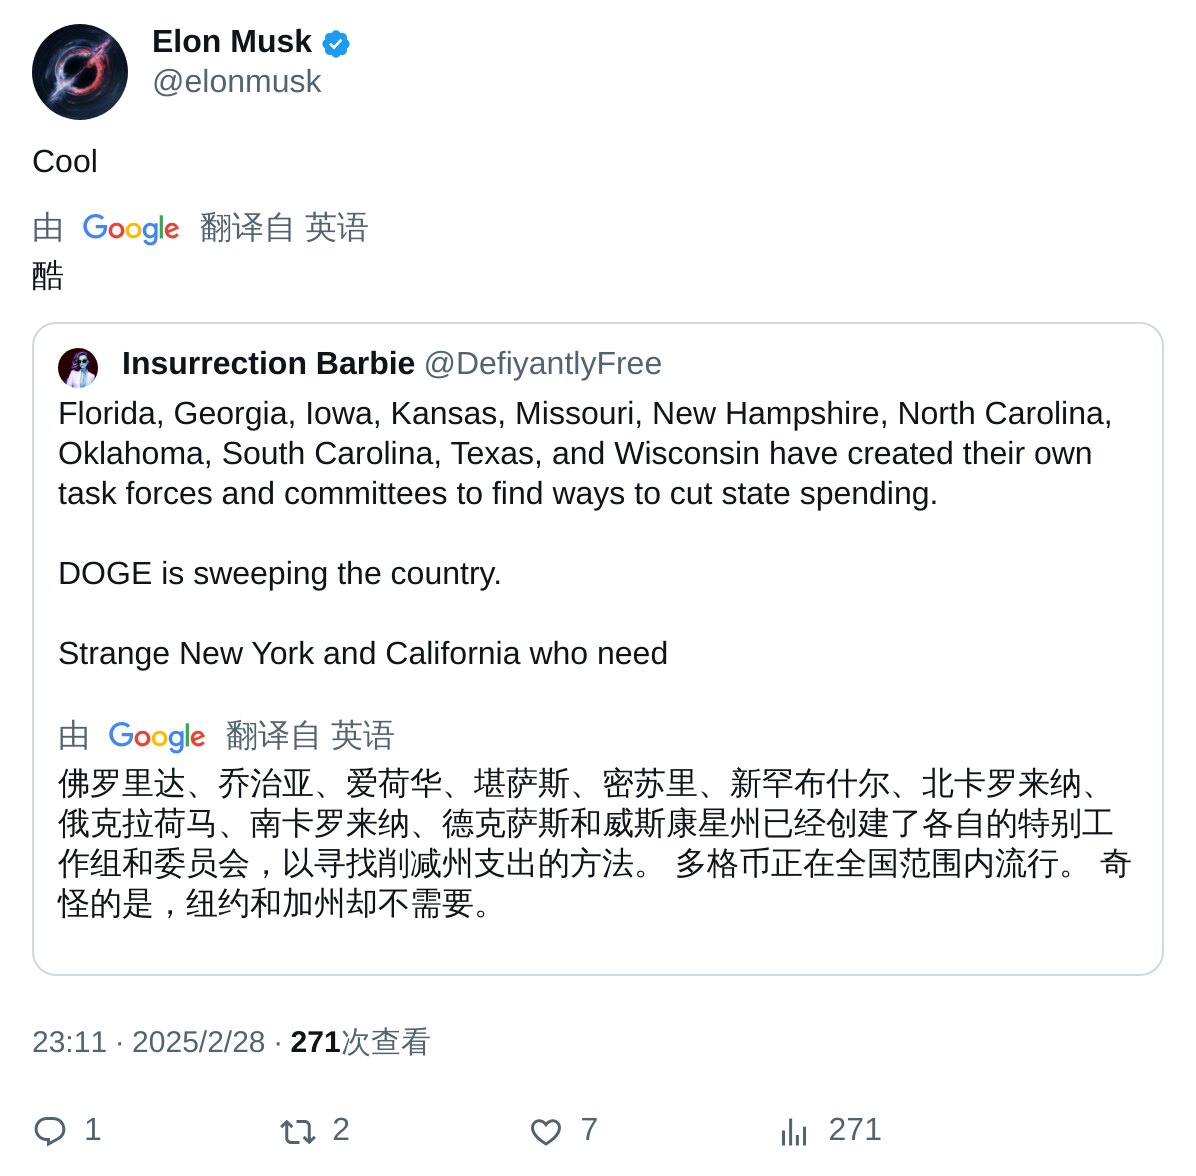 Elon Musk
@elonmusk
Cool
由 Google 翻译自 英语
酷
Insurrection Barbie @DefiyantlyFree
Florida, Georgia, Iowa, Kansas, Missouri, New Hampshire, North Carolina,
Oklahoma, South Carolina, Texas, and Wisconsin have created their own
task forces and committees to find ways to cut state spending.
DOGE is sweeping the country.
Strange New York and California who need
由 Google 翻译自 英语
佛罗里达、乔治亚、爱荷华、堪萨斯、密苏里、新罕布什尔、北卡罗来纳、
俄克拉荷马、南卡罗来纳、德克萨斯和威斯康星州已经创建了各自的特别工
作组和委员会，以寻找削减州支出的方法。 多格币正在全国范围内流行。 奇
怪的是，纽约和加州却不需要。
23:11 · 2025/2/28 · 271次查看
1 2 7 271